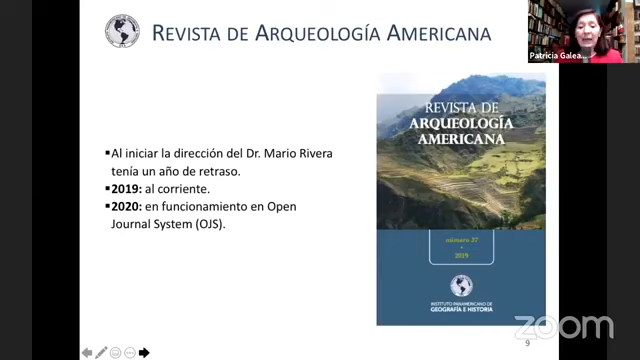 REVISTA DE ARQUEOLOGÍA AMERICANA
Patricia Galea...
▪Al iniciar la dirección del Dr. Mario Rivera
tenía un año de retraso.
▪2019: al corriente.
▪2020: en funcionamiento en Open
Journal System (OJS).
REVISTA DE
ARQUEOLOGÍA
AMERICANA
número 37
2019
INSTITUTO PANAMERICANO DE
GEOGRAFÍA E HISTORIA
zoom
9